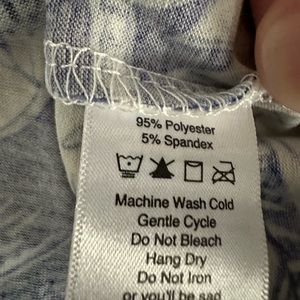 95% Polyester
5% Spandex
Machine Wash Cold
Gentle Cycle
Do Not Bleach
Hang Dry
Do Not Iron
or you'll be sad